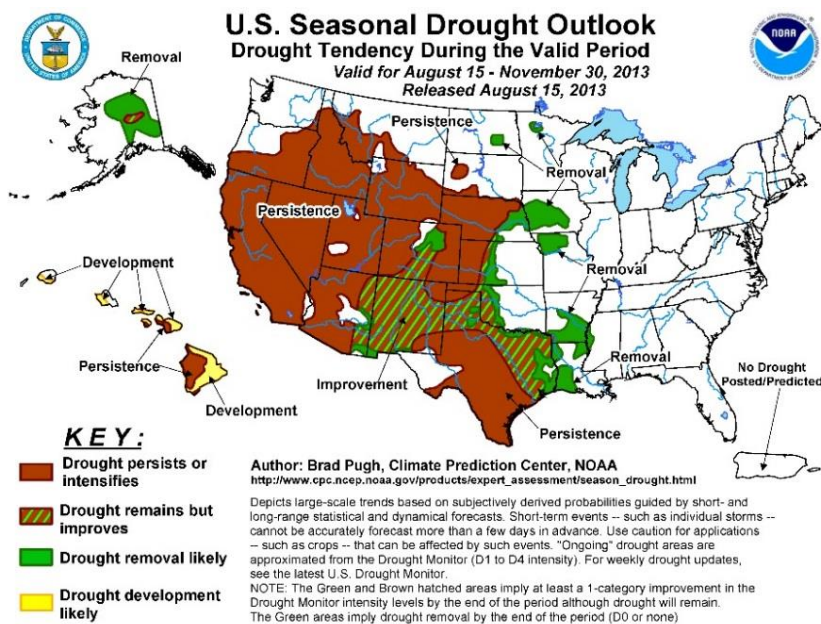 U.S. Seasonal Drought Outlook
Drought Tendency During the Valid Period
Valid for August 15 - November 30, 2013
Released August 15, 2013
NOAA
Removal
Persistence
Removal
Persistence
Development
Removal
Persistence
Improvement
Removal
Development
Persistence
No Drought
Posted/Predicted
KEY:
Drought persists or
intensifies
Drought remains but
improves
Drought removal likely
Drought development
likely
Author: Brad Pugh, Climate Prediction Center, NOAA
http://www.cpc.ncep.noaa.gov/products/expert_assessment/season_drought.html
Depicts large-scale trends based on subjectively derived probabilities guided by short- and
long-range statistical and dynamical forecasts. Short-term events -- such as individual storms --
cannot be accurately forecast more than a few days in advance. Use caution for applications
-- such as crops -- that can be affected by such events. "Ongoing" drought areas are
approximated from the Drought Monitor (D1 to D4 intensity). For weekly drought updates,
see the latest U.S. Drought Monitor.
NOTE: The Green and Brown hatched areas imply at least a 1-category improvement in the
Drought Monitor intensity levels by the end of the period although drought will remain.
The Green areas imply drought removal by the end of the period (D0 or none)